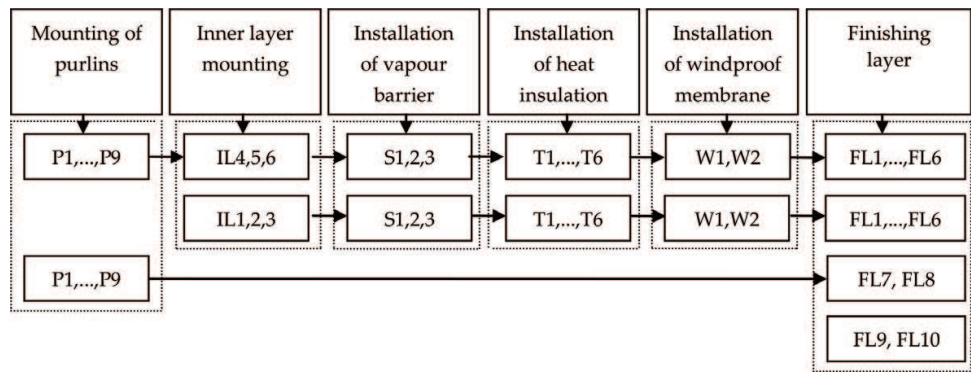 Mounting of
purlins
Inner layer
mounting
Installation
of vapour
barrier
Installation
of heat
insulation
Installation
of windproof
membrane
Finishing
layer
P1,...,P9
IL4,5,6
S1,2,3
T1,...,T6
W1,W2
FL1,...,FL6
IL1,2,3
S1,2,3
T1,...,T6
W1,W2
FL1,...,FL6
P1,...,P9
FL7, FL8
FL9, FL10